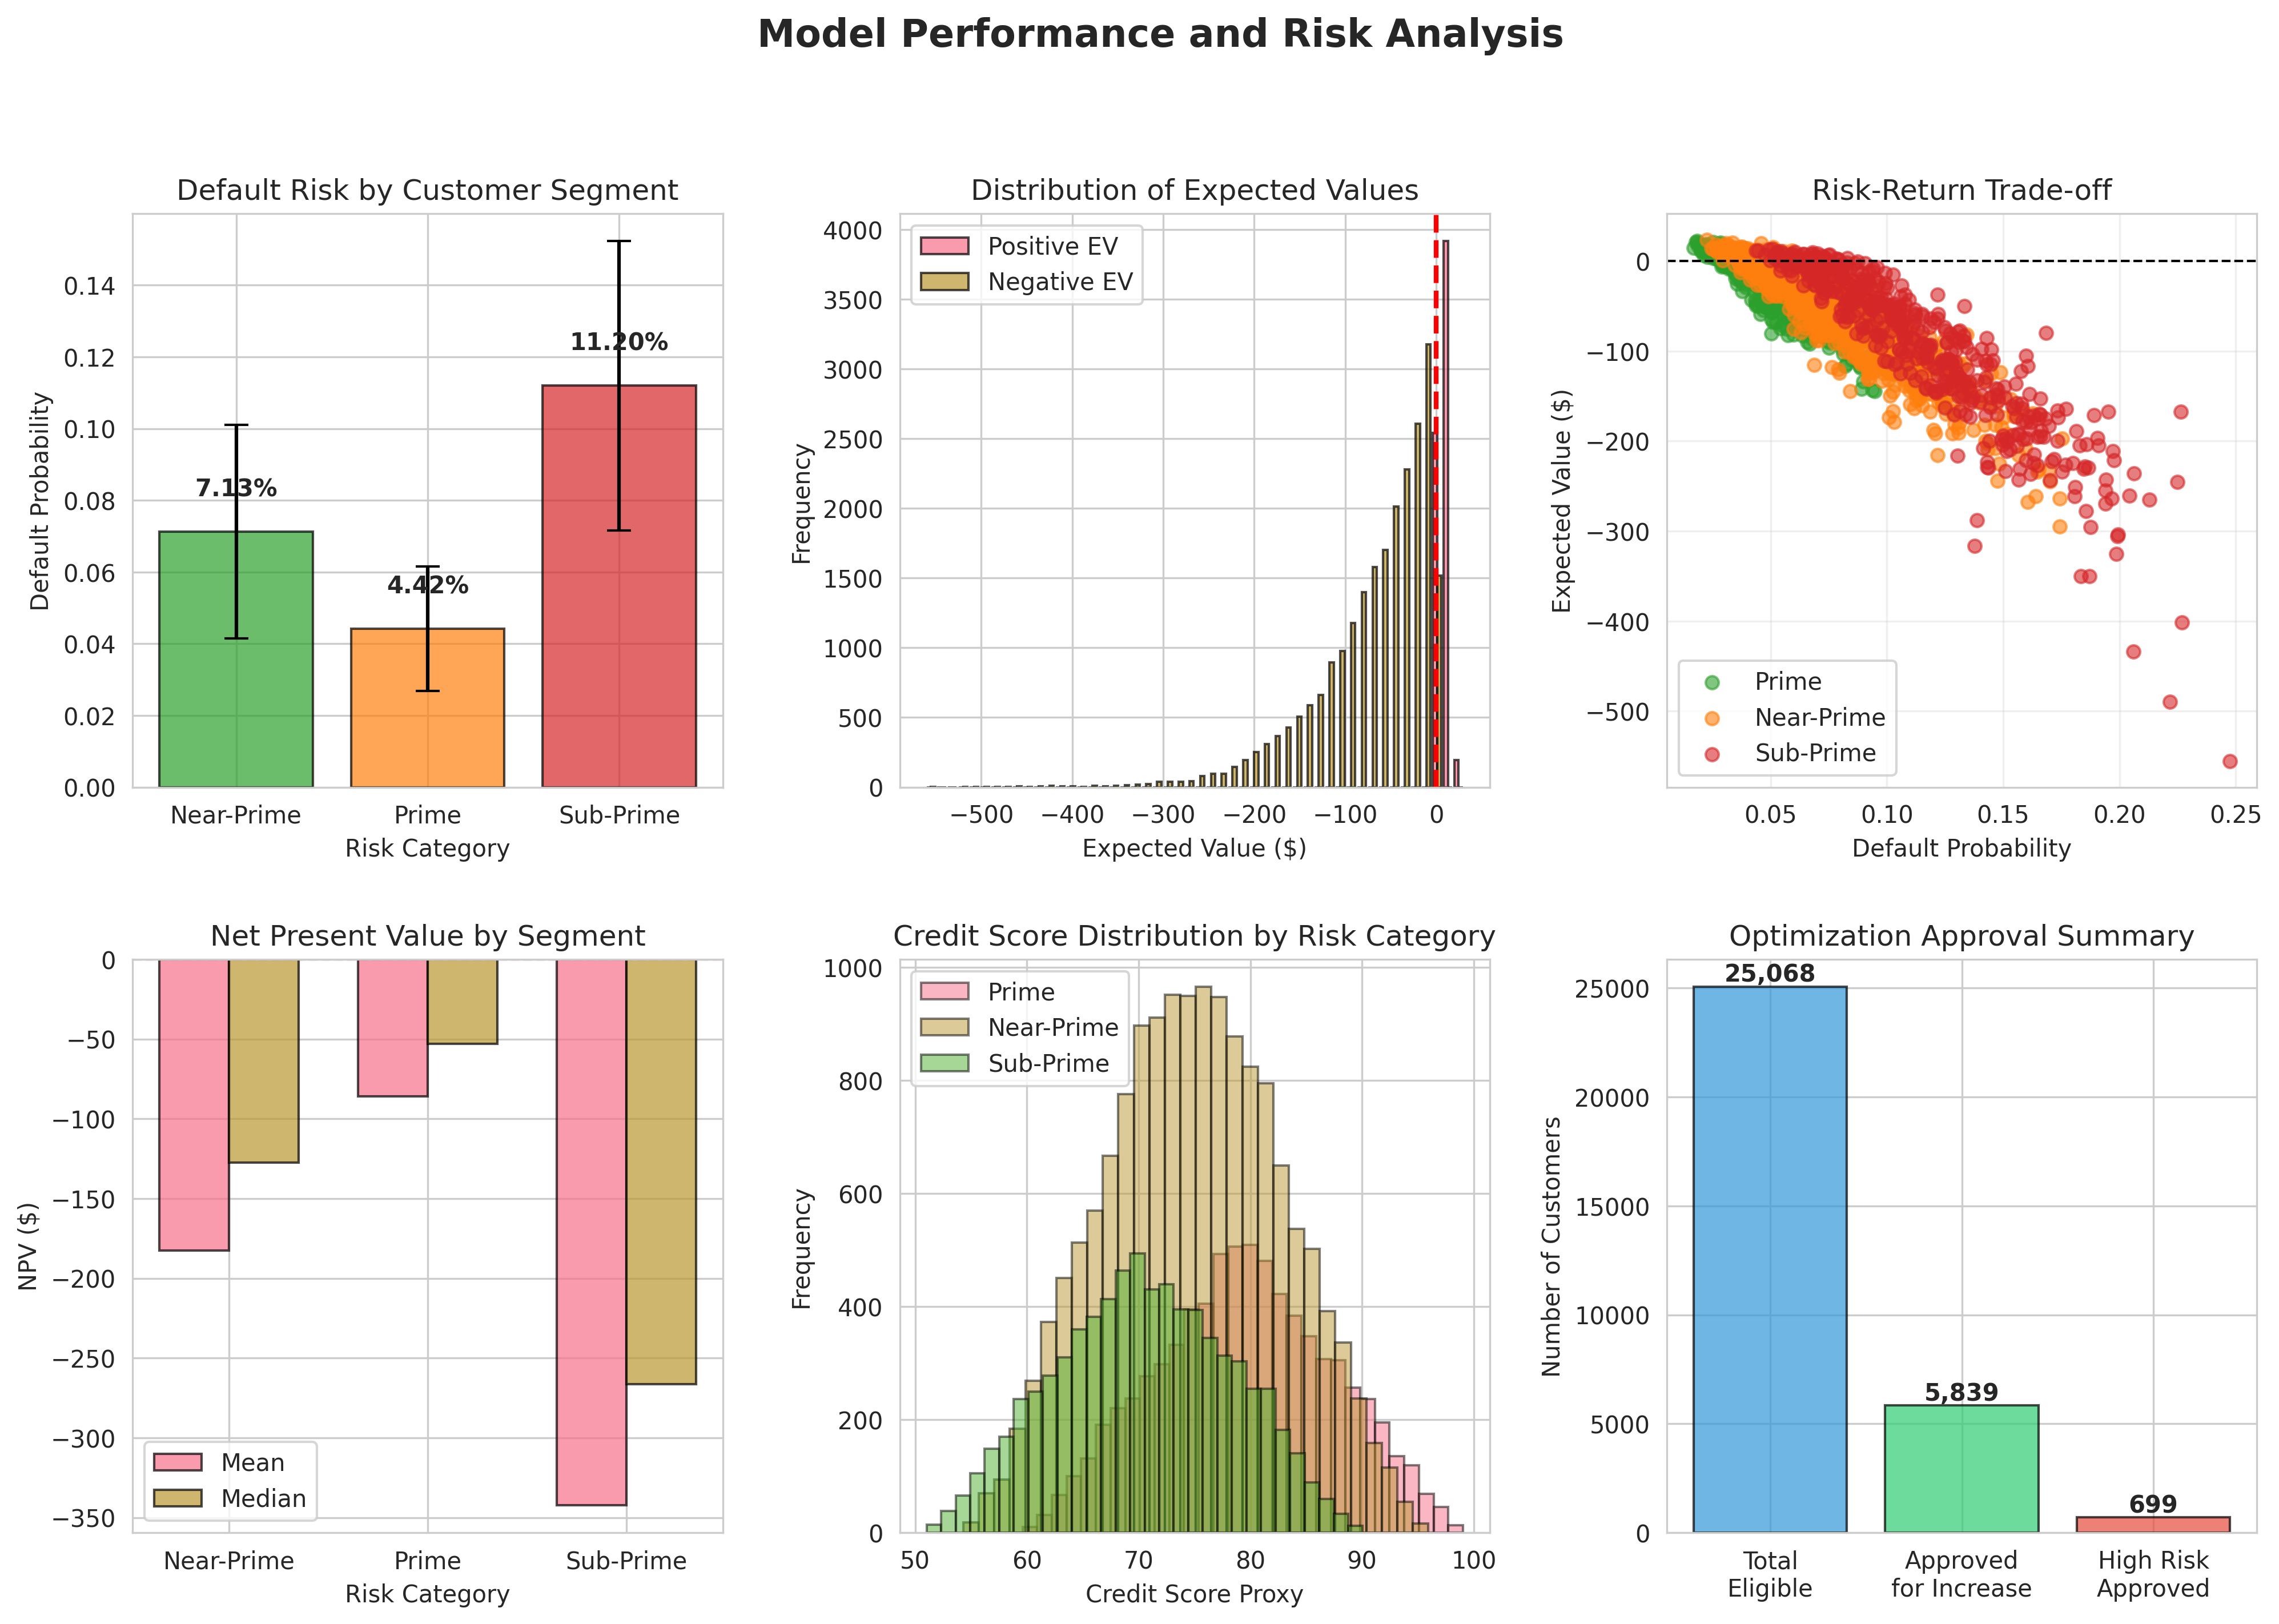 Model Performance and Risk Analysis
Default Risk by Customer Segment
Default Probability
0.14
0.12
0.10
0.08
0.06
0.04
0.02
0.00
7.13%
4.42%
11.20%
Near-Prime
Prime
Sub-Prime
Risk Category
Distribution of Expected Values
Positive EV
Negative EV
Frequency
4000
3500
3000
2500
2000
1500
1000
500
0
−500
−400
−300
−200
−100
0
Expected Value ($)
Risk-Return Trade-off
Expected Value ($)
0
−100
−200
−300
−400
−500
Prime
Near-Prime
Sub-Prime
0.05
0.10
0.15
0.20
0.25
Default Probability
Net Present Value by Segment
NPV ($)
0
−50
−100
−150
−200
−250
−300
−350
Mean
Median
Near-Prime
Prime
Sub-Prime
Risk Category
Credit Score Distribution by Risk Category
Prime
Near-Prime
Sub-Prime
Frequency
1000
800
600
400
200
0
50
60
70
80
90
100
Credit Score Proxy
Optimization Approval Summary
Number of Customers
25000
20000
15000
10000
5000
0
25,068
5,839
699
Total
Eligible
Approved
for Increase
High Risk
Approved